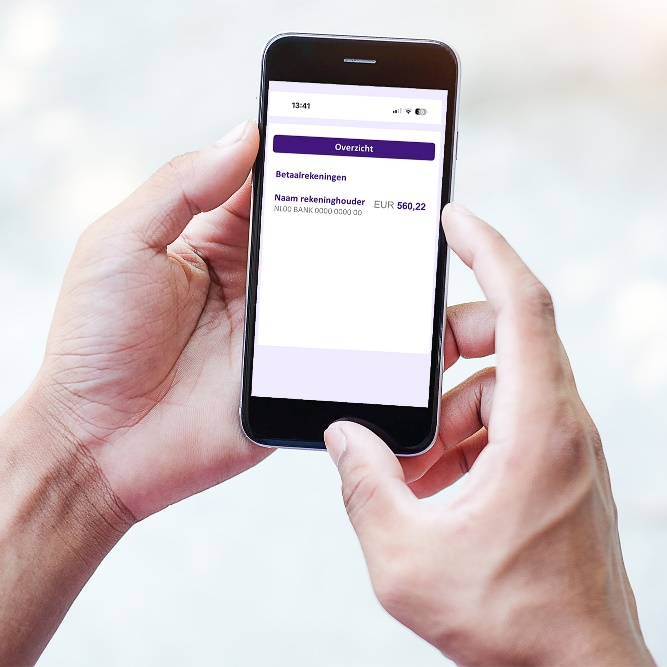 13:41
Overzicht
Betaalrekeningen
Naam rekeninghouder EUR 560,22
NL00 BANK 0000 0000 00